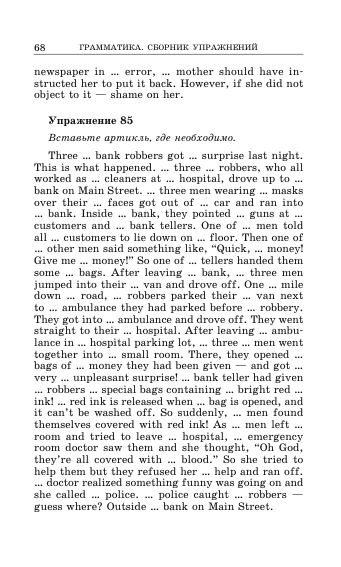 68 ГРАММАТИКА. СБОРНИК УПРАЖНЕНИЙ
newspaper in ... error, ... mother should have in-
structed her to put it back. However, if she did not
object to it — shame on her.
Упражнение 85
Вставьте артикль, где необходимо.
Three ... bank robbers got ... surprise last night.
This is what happened. ... three ... robbers, who all
worked as ... cleaners at ... hospital, drove up to ...
bank on Main Street. ... three men wearing ... masks
over their ... faces got out of ... car and ran into
... bank. Inside ... bank, they pointed ... guns at ...
customers and ... bank tellers. One of ... men told
all ... customers to lie down on ... floor. Then one of
... other men said something like, “Quick, ... money!
Give me ... money!” So one of ... tellers handed them
some ... bags. After leaving ... bank, ... three men
jumped into their ... van and drove off. One ... mile
down ... road, ... robbers parked their ... van next
to ... ambulance they had parked before ... robbery.
They got into ... ambulance and drove off. They went
straight to their ... hospital. After leaving ... ambu-
lance in ... hospital parking lot, ... three ... men went
together into ... small room. There, they opened ...
bags of ... money they had been given — and got ...
very ... unpleasant surprise! ... bank teller had given
... robbers ... special bags containing ... bright red ...
ink! ... red ink is released when ... bag is opened, and
it can’t be washed off. So suddenly, ... men found
themselves covered with red ink! As ... men left ...
room and tried to leave ... hospital, ... emergency
room doctor saw them and she thought, “Oh God,
they’re all covered with ... blood.” So she tried to
help them but they refused her ... help and ran off.
... doctor realized something funny was going on and
she called ... police. ... police caught ... robbers —
guess where? Outside ... bank on Main Street.